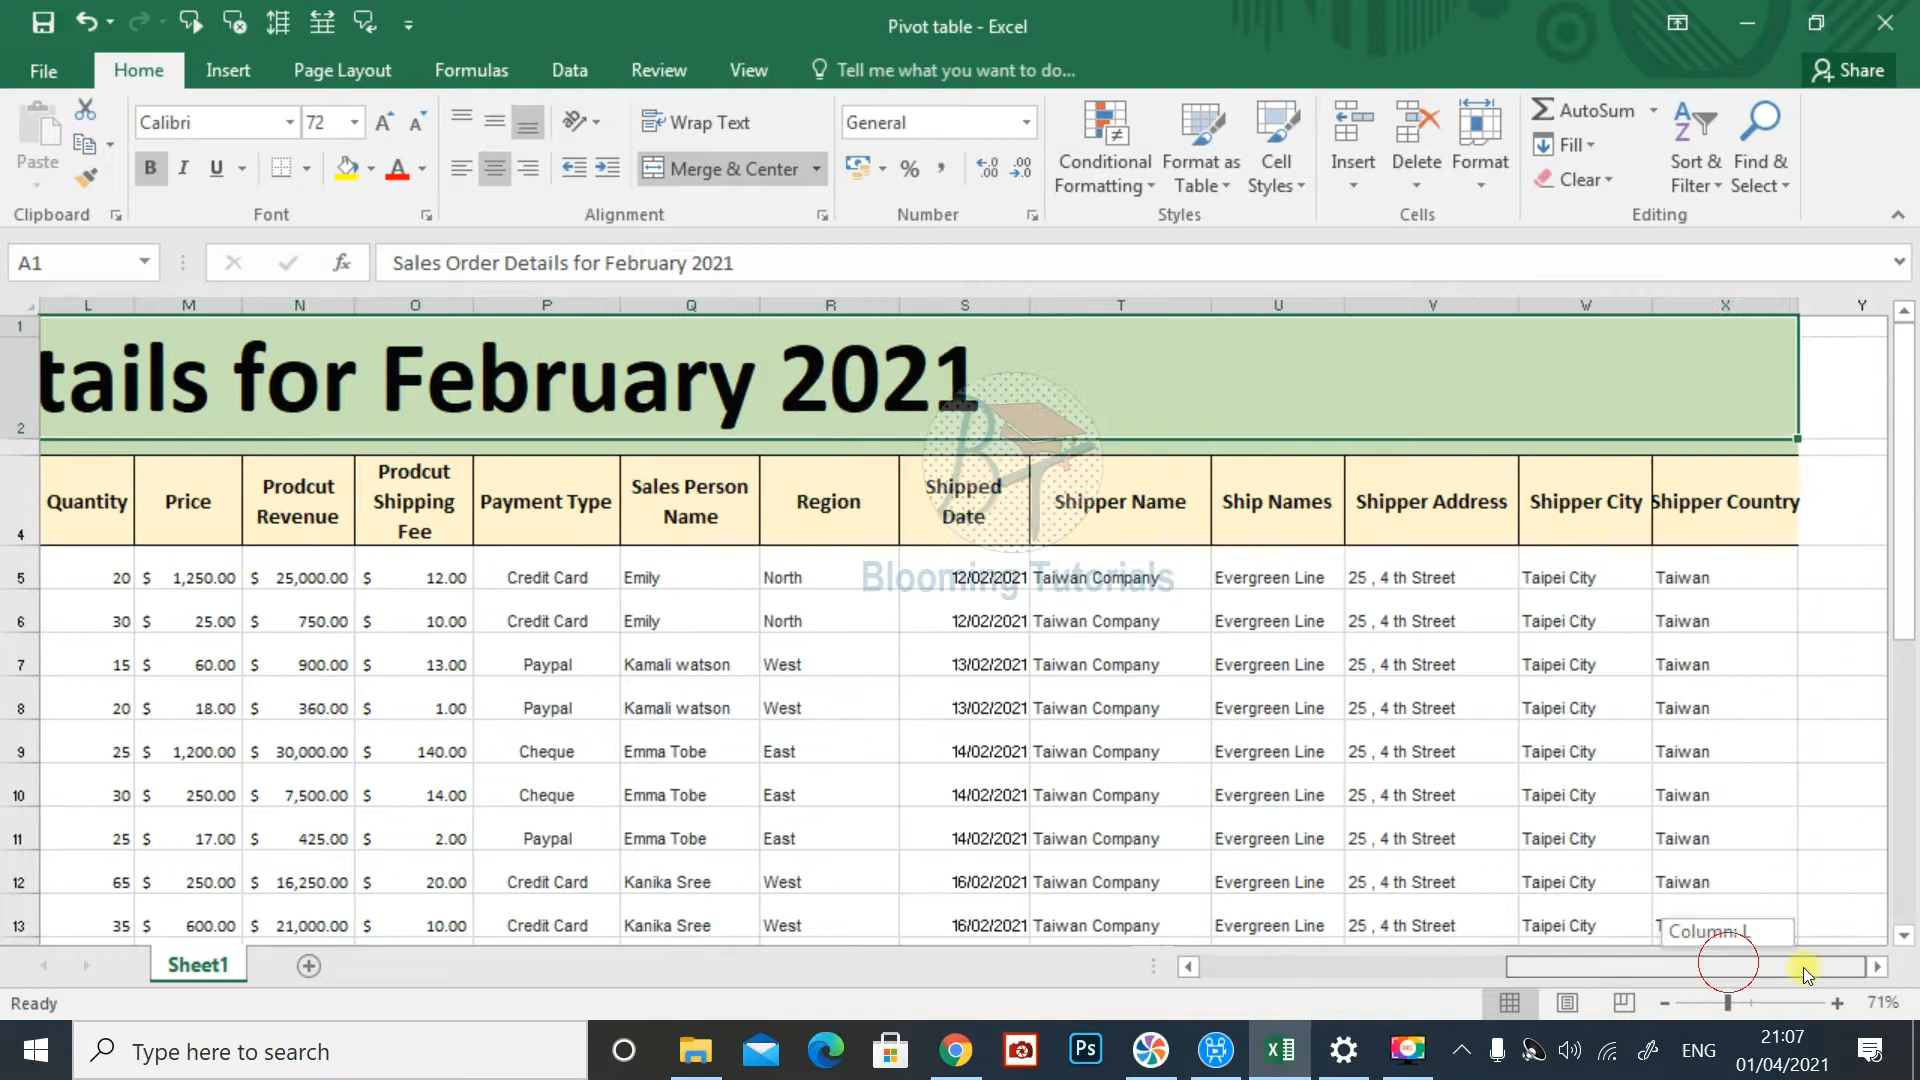 Pivot table - Excel
File Home Insert Page Layout Formulas Data Review View Tell me what you want to do... Share
Paste Calibri 72 B I U Wrap Text Merge & Center General % , Conditional Formatting Format as Table Cell Styles Insert Delete Format AutoSum Fill Clear Sort & Filter Find & Select
Clipboard Font Alignment Number Styles Cells Editing
A1 fx Sales Order Details for February 2021
L M N O P Q R S T U V W X Y
1
tails for February 2021
2
4 Quantity Price Prodcut Revenue Prodcut Shipping Fee Payment Type Sales Person Name Region Shipped Date Shipper Name Ship Names Shipper Address Shipper City Shipper Country
5 20 $ 1,250.00 $ 25,000.00 $ 12.00 Credit Card Emily North 12/02/2021 Taiwan Company Evergreen Line 25 , 4 th Street Taipei City Taiwan
Blooming Tutorials
6 30 $ 25.00 $ 750.00 $ 10.00 Credit Card Emily North 12/02/2021 Taiwan Company Evergreen Line 25 , 4 th Street Taipei City Taiwan
7 15 $ 60.00 $ 900.00 $ 13.00 Paypal Kamali watson West 13/02/2021 Taiwan Company Evergreen Line 25 , 4 th Street Taipei City Taiwan
8 20 $ 18.00 $ 360.00 $ 1.00 Paypal Kamali watson West 13/02/2021 Taiwan Company Evergreen Line 25 , 4 th Street Taipei City Taiwan
9 25 $ 1,200.00 $ 30,000.00 $ 140.00 Cheque Emma Tobe East 14/02/2021 Taiwan Company Evergreen Line 25 , 4 th Street Taipei City Taiwan
10 30 $ 250.00 $ 7,500.00 $ 14.00 Cheque Emma Tobe East 14/02/2021 Taiwan Company Evergreen Line 25 , 4 th Street Taipei City Taiwan
11 25 $ 17.00 $ 425.00 $ 2.00 Paypal Emma Tobe East 14/02/2021 Taiwan Company Evergreen Line 25 , 4 th Street Taipei City Taiwan
12 65 $ 250.00 $ 16,250.00 $ 20.00 Credit Card Kanika Sree West 16/02/2021 Taiwan Company Evergreen Line 25 , 4 th Street Taipei City Taiwan
13 35 $ 600.00 $ 21,000.00 $ 10.00 Credit Card Kanika Sree West 16/02/2021 Taiwan Company Evergreen Line 25 , 4 th Street Taipei City
Column: L
Sheet1
Ready 71%
Type here to search Ps ENG 21:07
01/04/2021